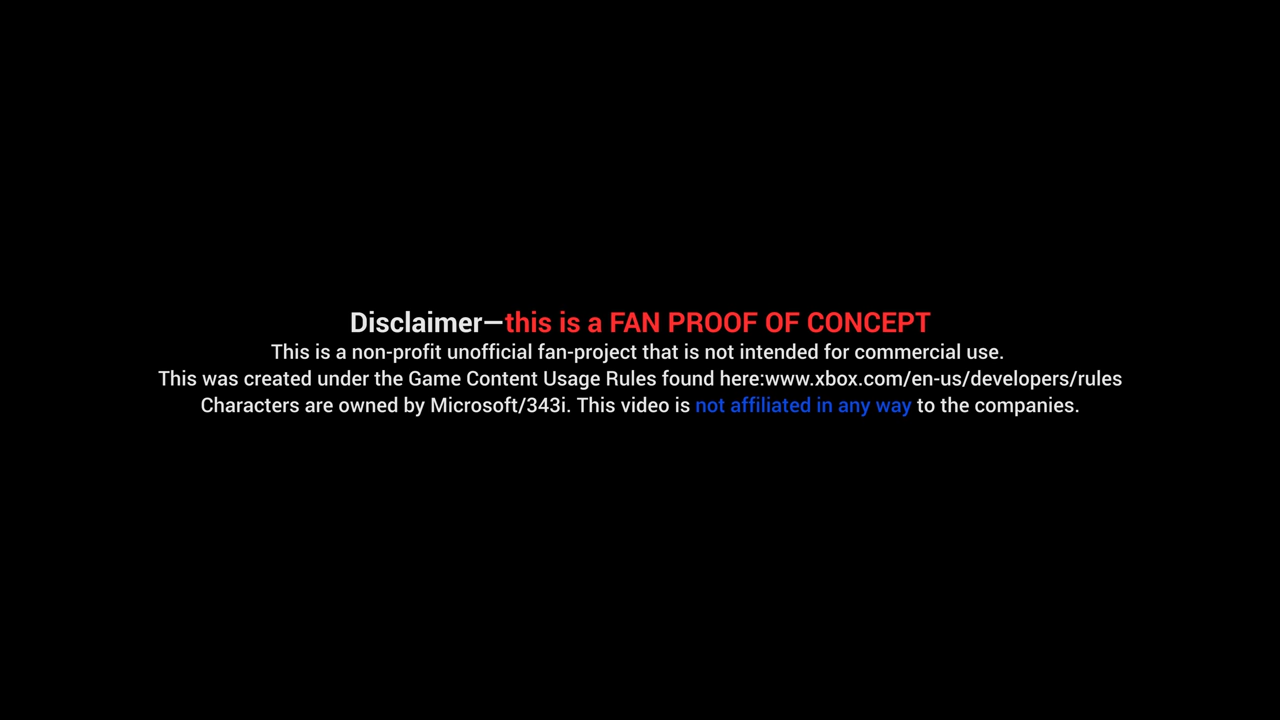 Disclaimer—this is a FAN PROOF OF CONCEPT
This is a non-profit unofficial fan-project that is not intended for commercial use.
This was created under the Game Content Usage Rules found here:www.xbox.com/en-us/developers/rules
Characters are owned by Microsoft/343i. This video is not affiliated in any way to the companies.